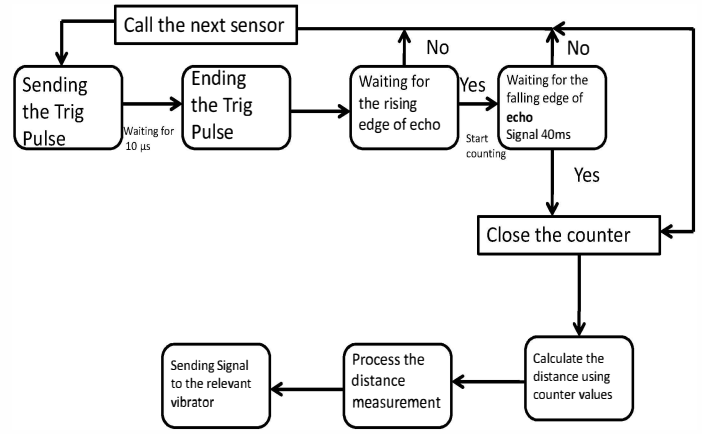 Call the next sensor
No
No
Sending
the Trig
Pulse
Waiting for
10 µs
Ending
the Trig
Pulse
Waiting for
the rising
edge of echo
Yes
Start
counting
Waiting for the
falling edge of
echo
Signal 40ms
Yes
Close the counter
Calculate the
distance using
counter values
Process the
distance
measurement
Sending Signal
to the relevant
vibrator